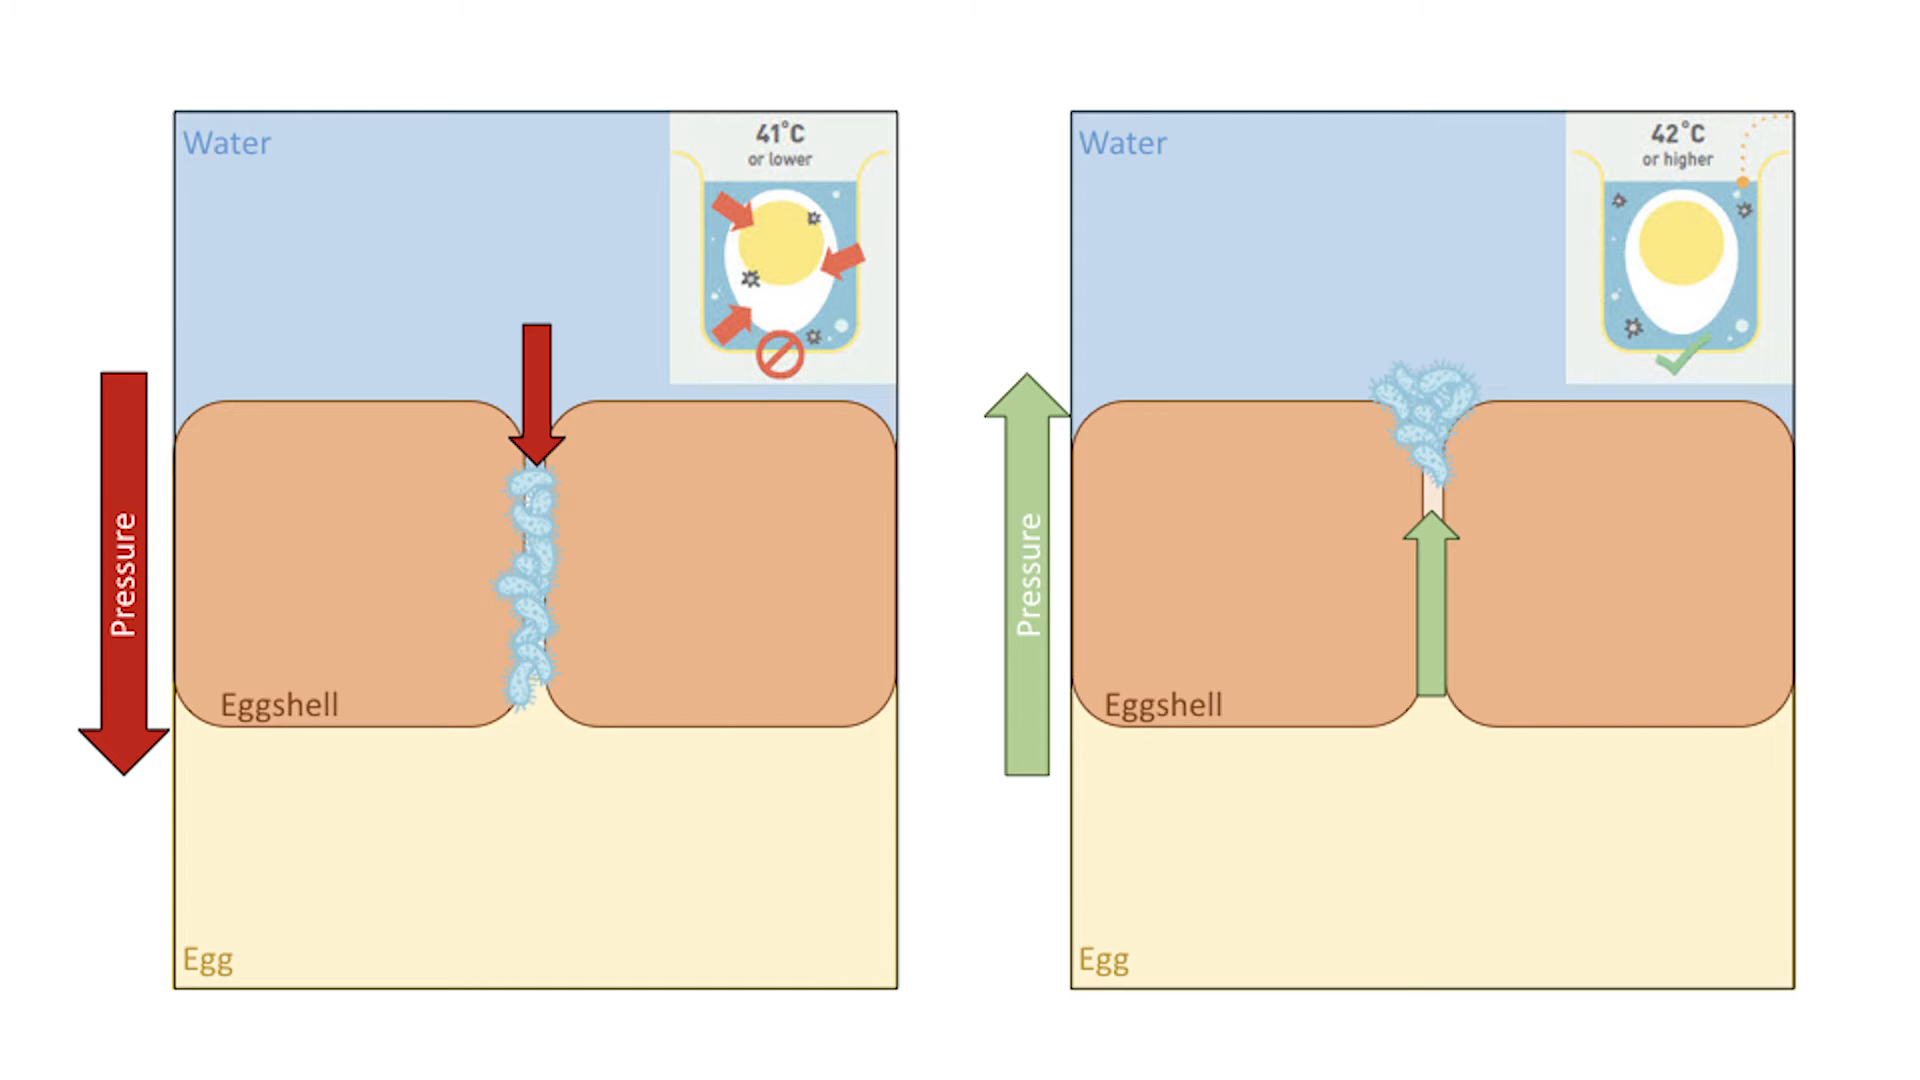 Water
41°C
or lower
Pressure
Eggshell
Egg
Water
42°C
or higher
Pressure
Eggshell
Egg